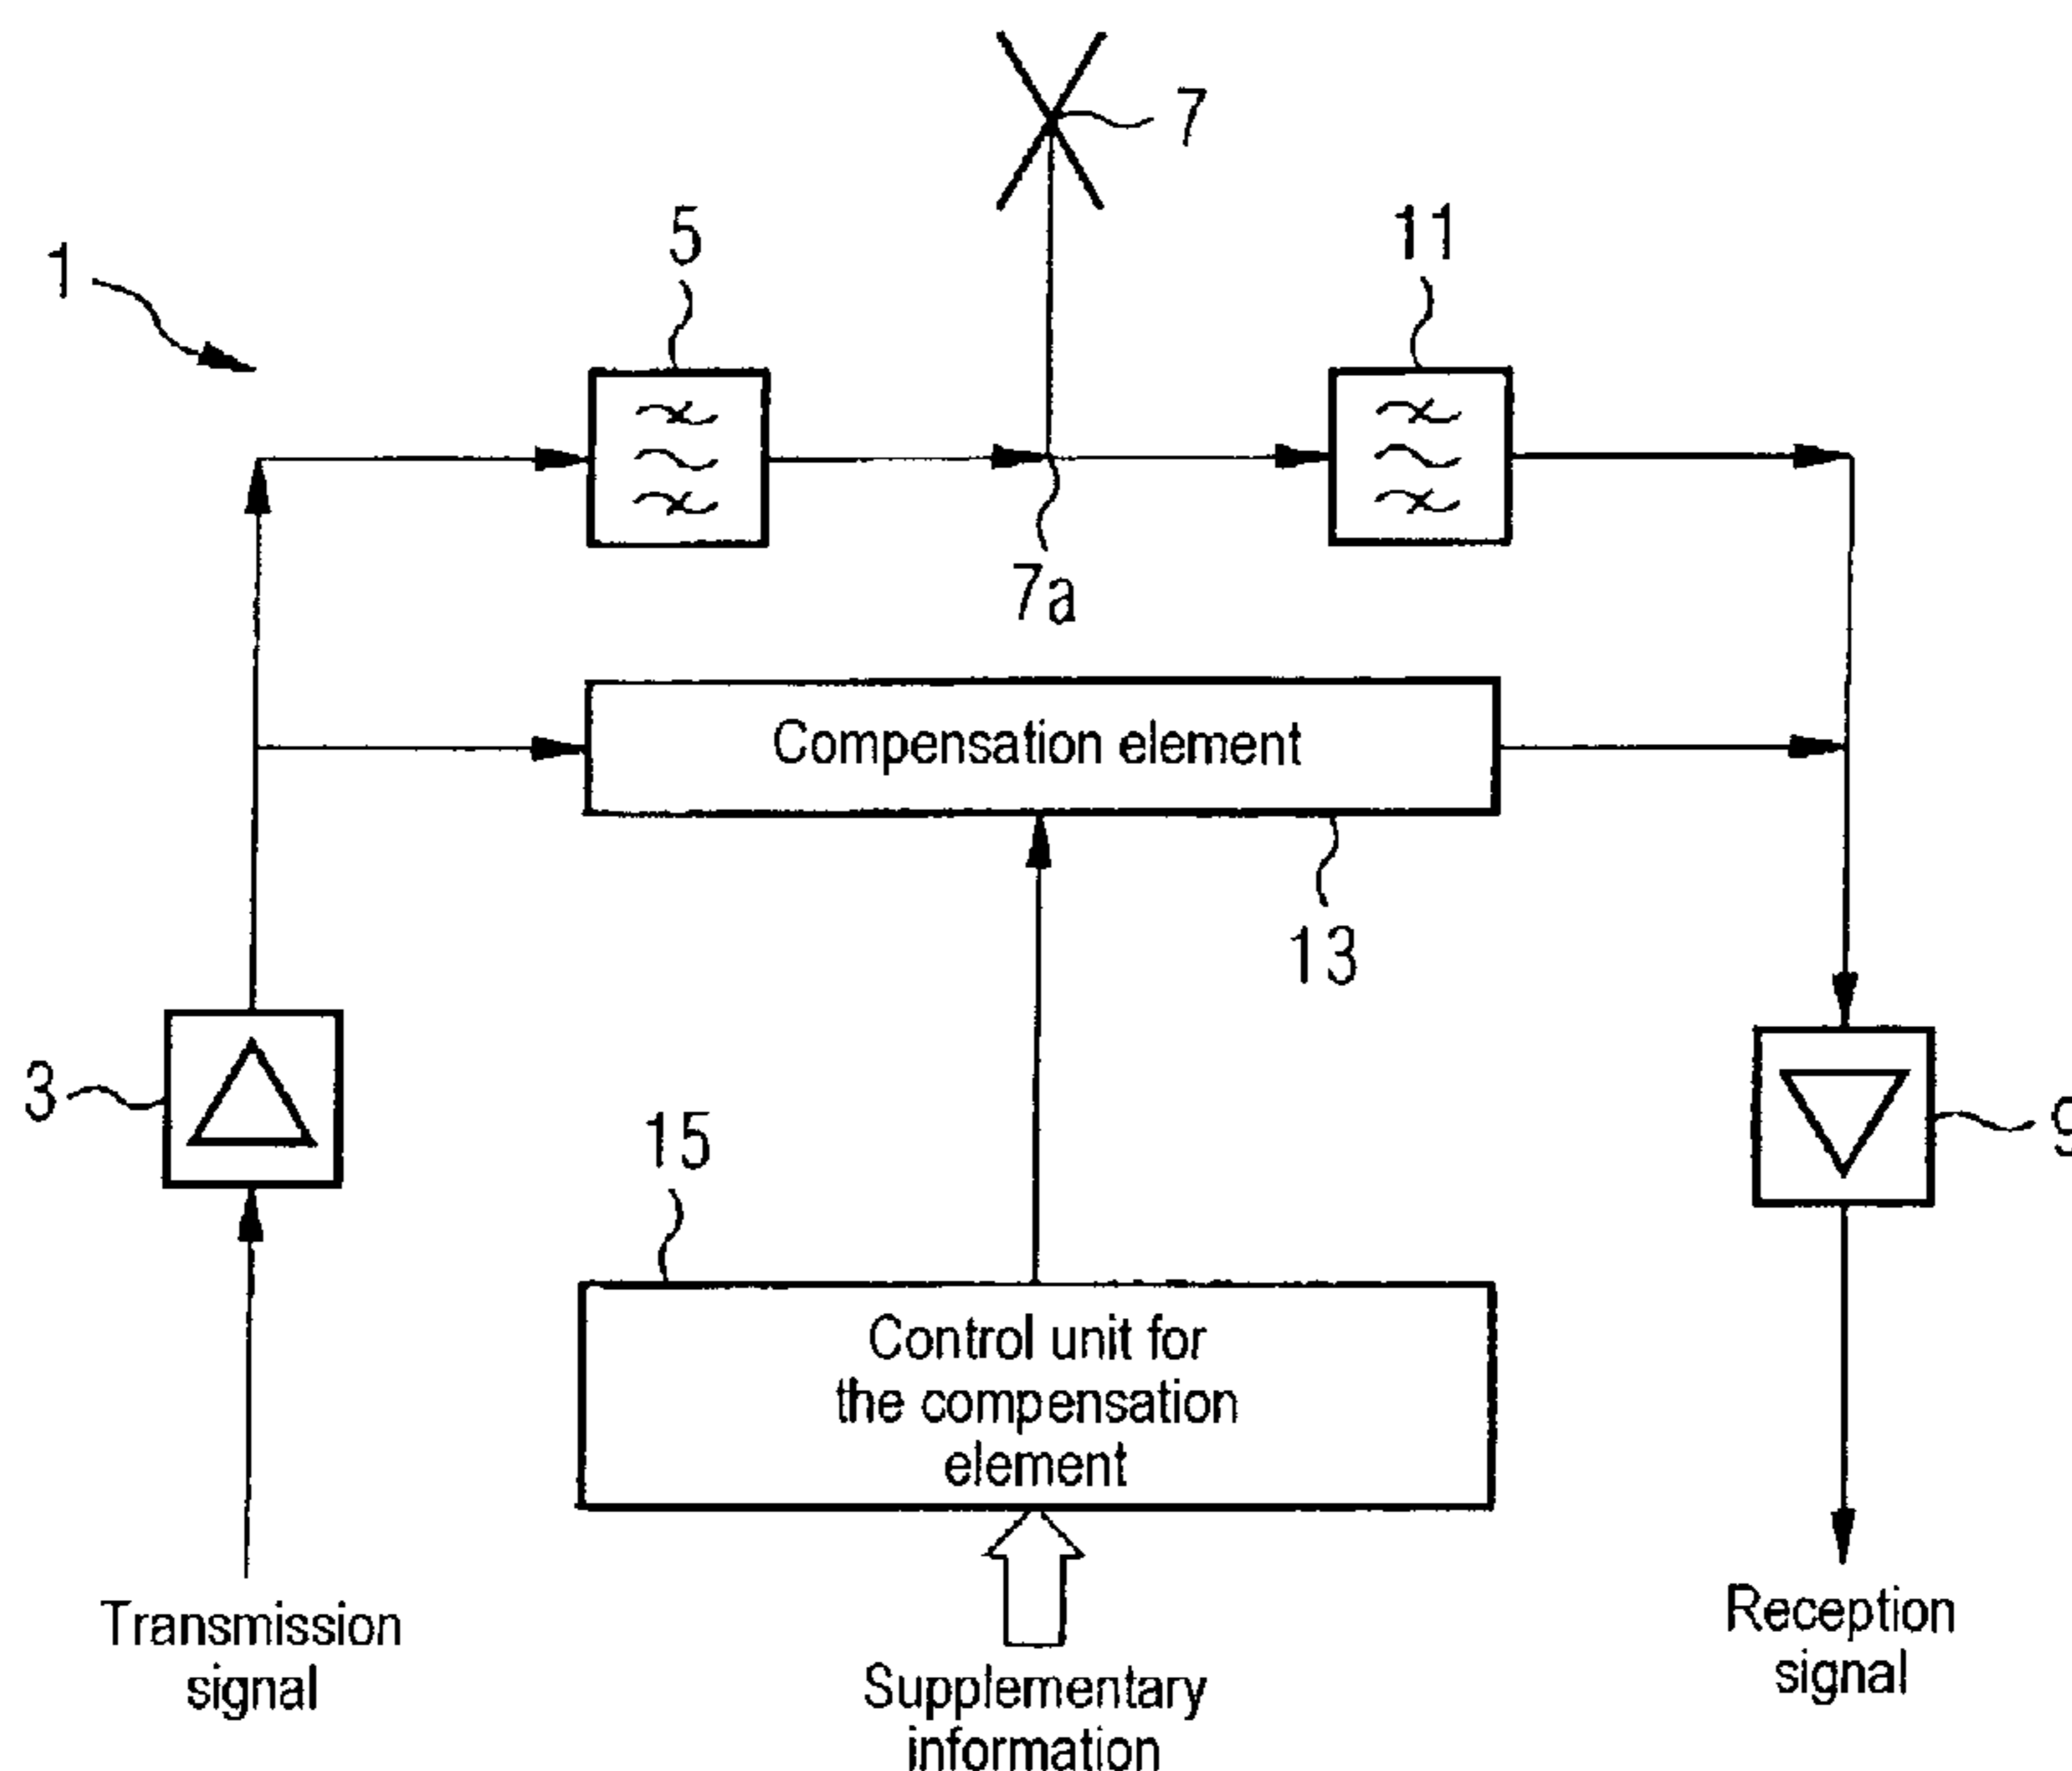 7
5
11
1
7a
Compensation element
13
3
9
15
Control unit for
the compensation
element
Transmission
signal
Reception
signal
Supplementary
information